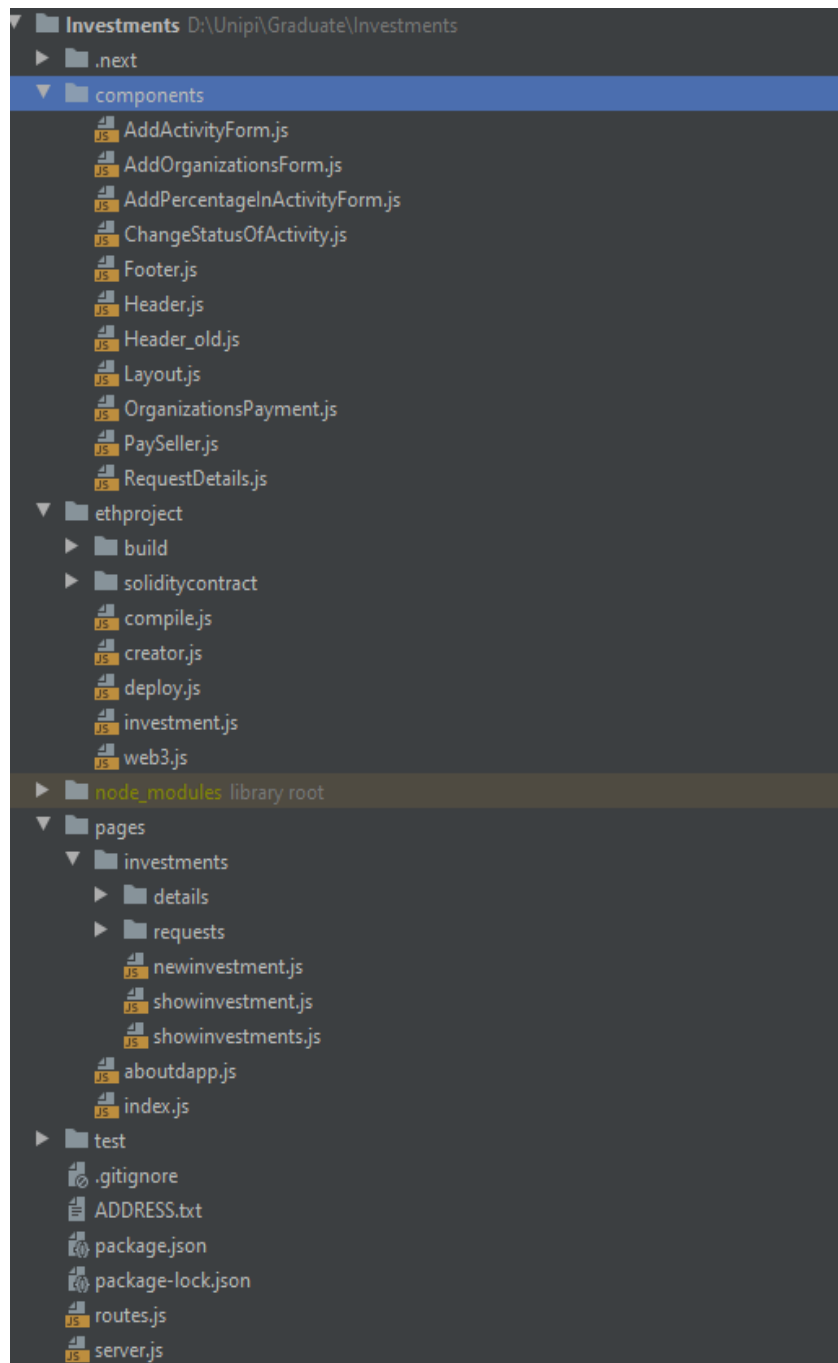 Investments D:\Unipi\Graduate\Investments
.next
components
AddActivityForm.js
AddOrganizationsForm.js
AddPercentageInActivityForm.js
ChangeStatusOfActivity.js
Footer.js
Header.js
Header_old.js
Layout.js
OrganizationsPayment.js
PaySeller.js
RequestDetails.js
ethproject
build
soliditycontract
compile.js
creator.js
deploy.js
investment.js
web3.js
node_modules library root
pages
investments
details
requests
newinvestment.js
showinvestment.js
showinvestments.js
aboutdapp.js
index.js
test
.gitignore
ADDRESS.txt
package.json
package-lock.json
routes.js
server.js